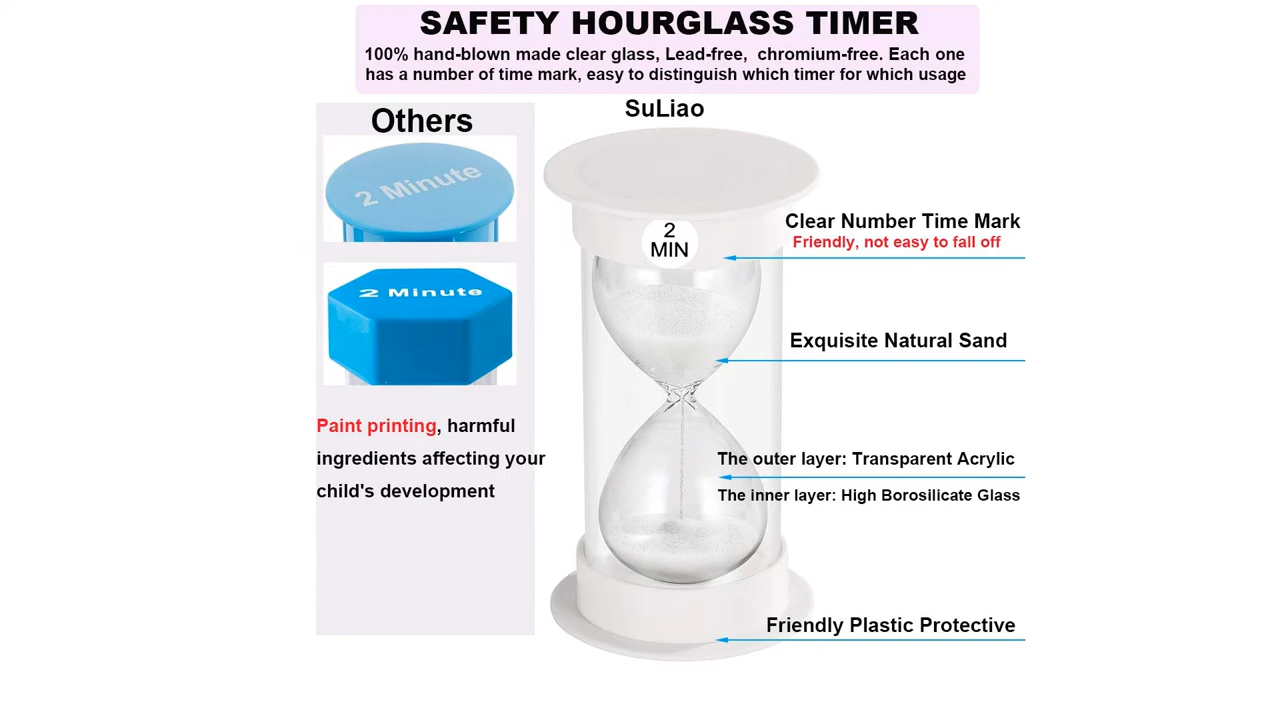 SAFETY HOURGLASS TIMER
100% hand-blown made clear glass, Lead-free, chromium-free. Each one
has a number of time mark, easy to distinguish which timer for which usage
Others
2 Minute
2 Minute
Paint printing, harmful
ingredients affecting your
child's development
SuLiao
2
MIN
Clear Number Time Mark
Friendly, not easy to fall off
Exquisite Natural Sand
The outer layer: Transparent Acrylic
The inner layer: High Borosilicate Glass
Friendly Plastic Protective